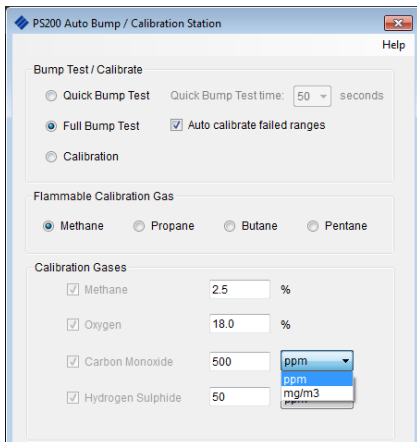 PS200 Auto Bump / Calibration Station
Help
Bump Test / Calibrate
Quick Bump Test Quick Bump Test time: 50 seconds
Full Bump Test Auto calibrate failed ranges
Calibration
Flammable Calibration Gas
Methane Propane Butane Pentane
Calibration Gases
Methane 2.5 %
Oxygen 18.0 %
Carbon Monoxide 500 ppm
ppm
mg/m3
Hydrogen Sulphide 50 ppm